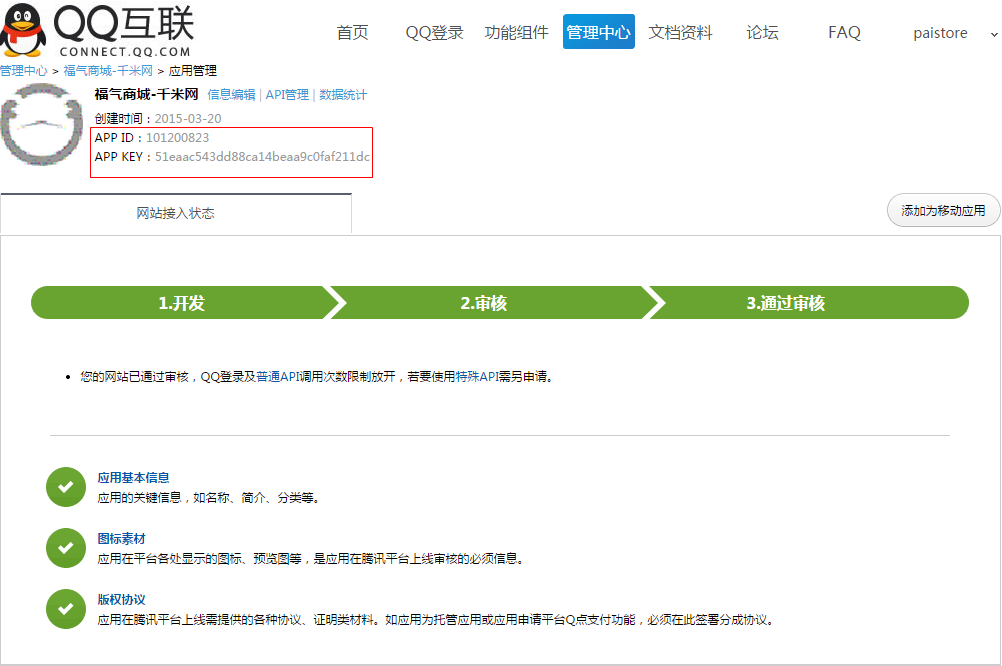 QQ互联
CONNECT.QQ.COM
首页 QQ登录 功能组件 管理中心 文档资料 论坛 FAQ paistore
管理中心 > 福气商城-千米网 > 应用管理
福气商城-千米网 信息编辑 | API管理 | 数据统计
创建时间：2015-03-20
APP ID：101200823
APP KEY：51eaac543dd88ca14beaa9c0faf211dc
网站接入状态
添加为移动应用
1.开发 2.审核 3.通过审核
您的网站已通过审核，QQ登录及普通API调用次数限制放开，若要使用特殊API需另申请。
应用基本信息
应用的关键信息，如名称、简介、分类等。
图标素材
应用在平台各处显示的图标、预览图等，是应用在腾讯平台上线审核的必须信息。
版权协议
应用在腾讯平台上线需提供的各种协议、证明类材料。如应用为托管应用或应用申请平台Q点支付功能，必须在此签署分成协议。